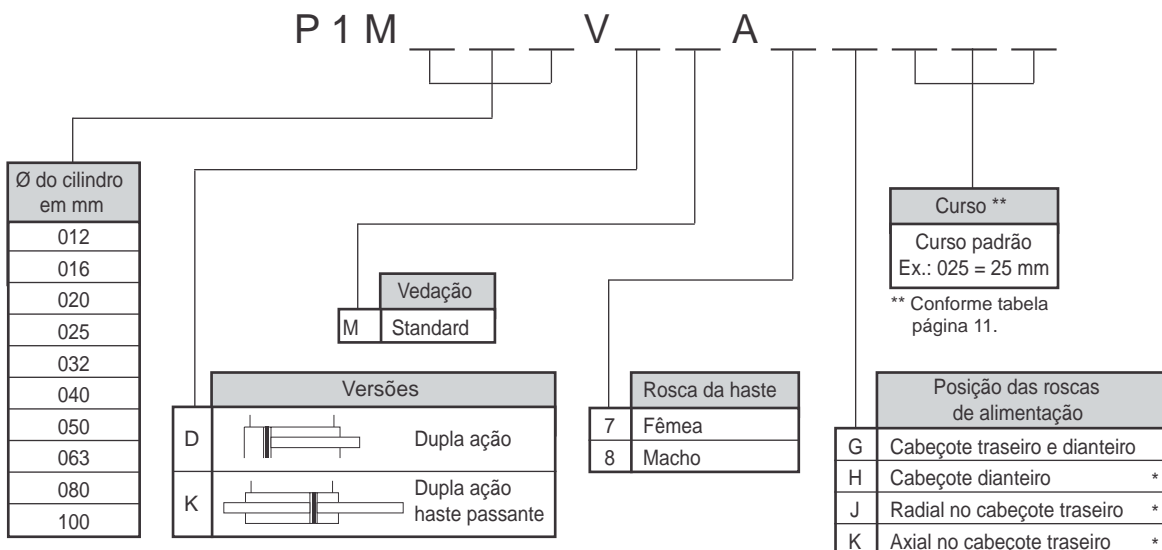 P 1 M _ _ _ V _ _ A _ _ _ _ _
Ø do cilindro
em mm
012
016
020
025
032
040
050
063
080
100
Vedação
M Standard
Versões
D Dupla ação
K Dupla ação
haste passante
Rosca da haste
7 Fêmea
8 Macho
Curso **
Curso padrão
Ex.: 025 = 25 mm
** Conforme tabela
página 11.
Posição das roscas
de alimentação
G Cabeçote traseiro e dianteiro
H Cabeçote dianteiro *
J Radial no cabeçote traseiro *
K Axial no cabeçote traseiro *